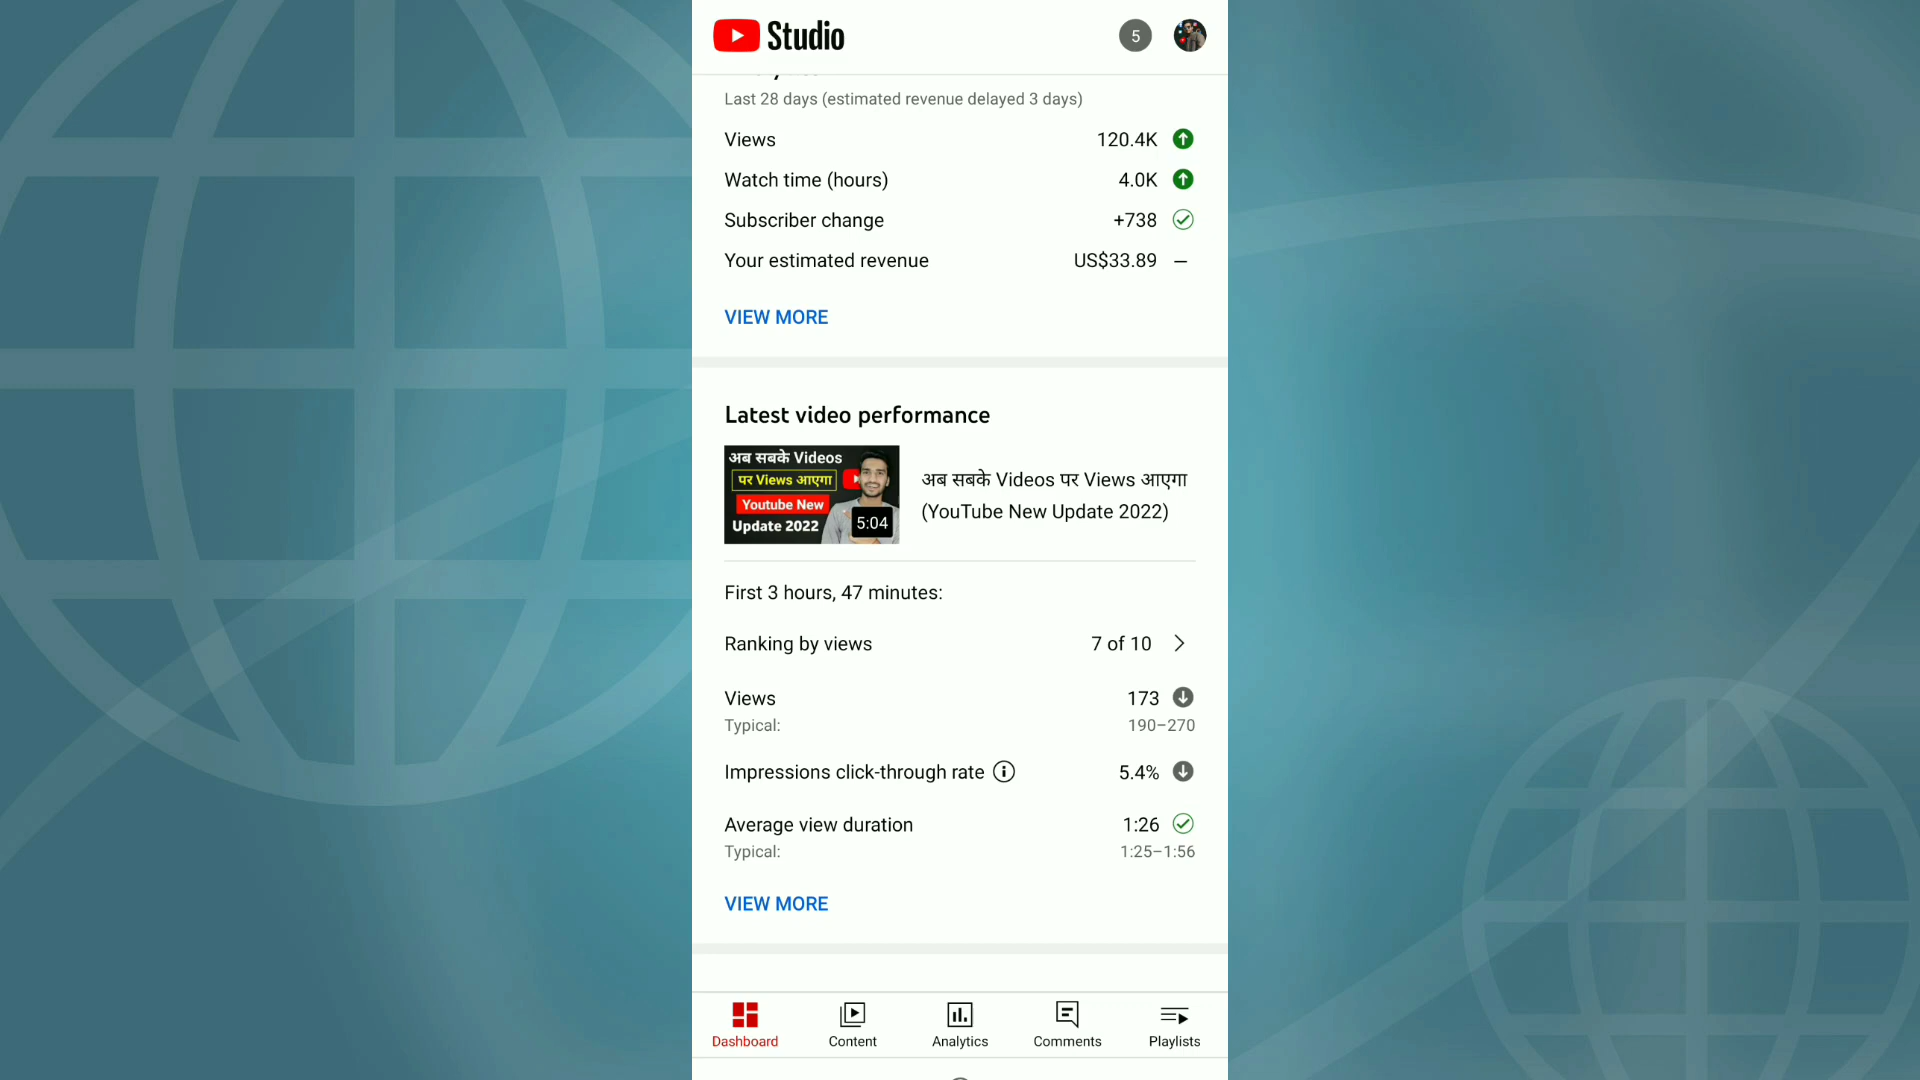 Studio
5
Last 28 days (estimated revenue delayed 3 days)
Views 120.4K
Watch time (hours) 4.0K
Subscriber change +738
Your estimated revenue US$33.89 –
VIEW MORE
Latest video performance
अब सबके Videos
पर Views आएगा
Youtube New
Update 2022
5:04
अब सबके Videos पर Views आएगा
(YouTube New Update 2022)
First 3 hours, 47 minutes:
Ranking by views 7 of 10
Views 173
Typical: 190–270
Impressions click-through rate 5.4%
Average view duration 1:26
Typical: 1:25–1:56
VIEW MORE
Dashboard Content Analytics Comments Playlists